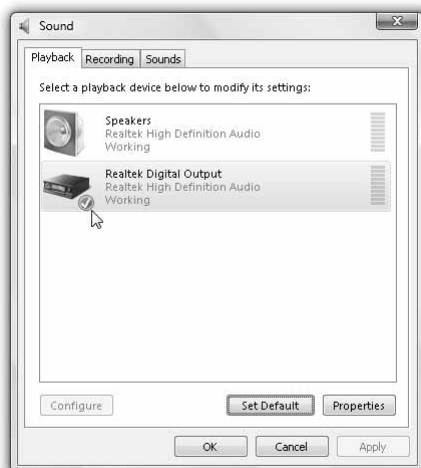 Sound
Playback Recording Sounds
Select a playback device below to modify its settings:
Speakers
Realtek High Definition Audio
Working
Realtek Digital Output
Realtek High Definition Audio
Working
Configure Set Default Properties
OK Cancel Apply